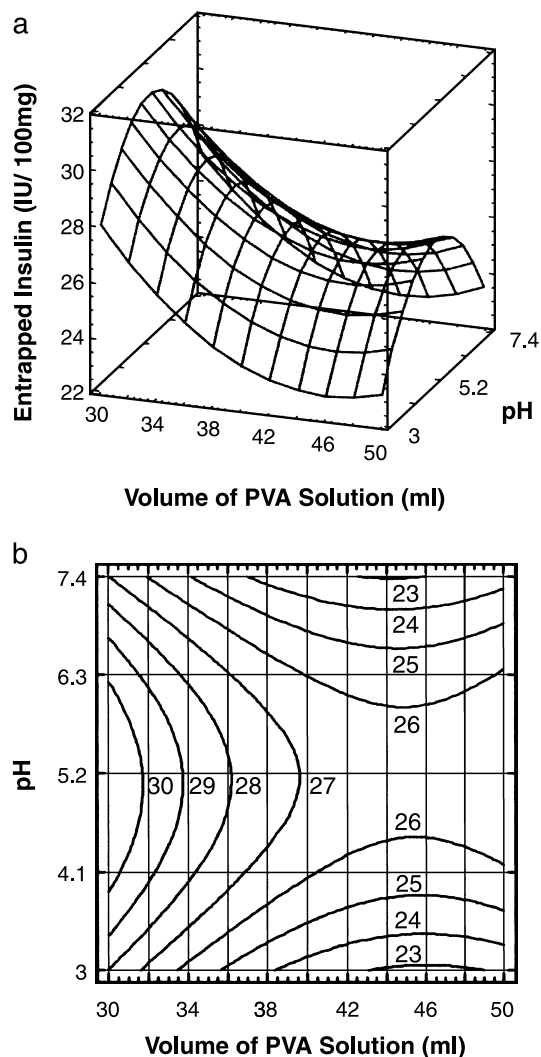 a
Entrapped Insulin (IU/ 100mg)
32
30
28
26
24
22
30 34 38 42 46 50
3 5.2 7.4
pH
Volume of PVA Solution (ml)
b
pH
7.4
6.3
5.2
4.1
3
23
24
25
26
30 29 28 27
26
25
24
23
30 34 38 42 46 50
Volume of PVA Solution (ml)